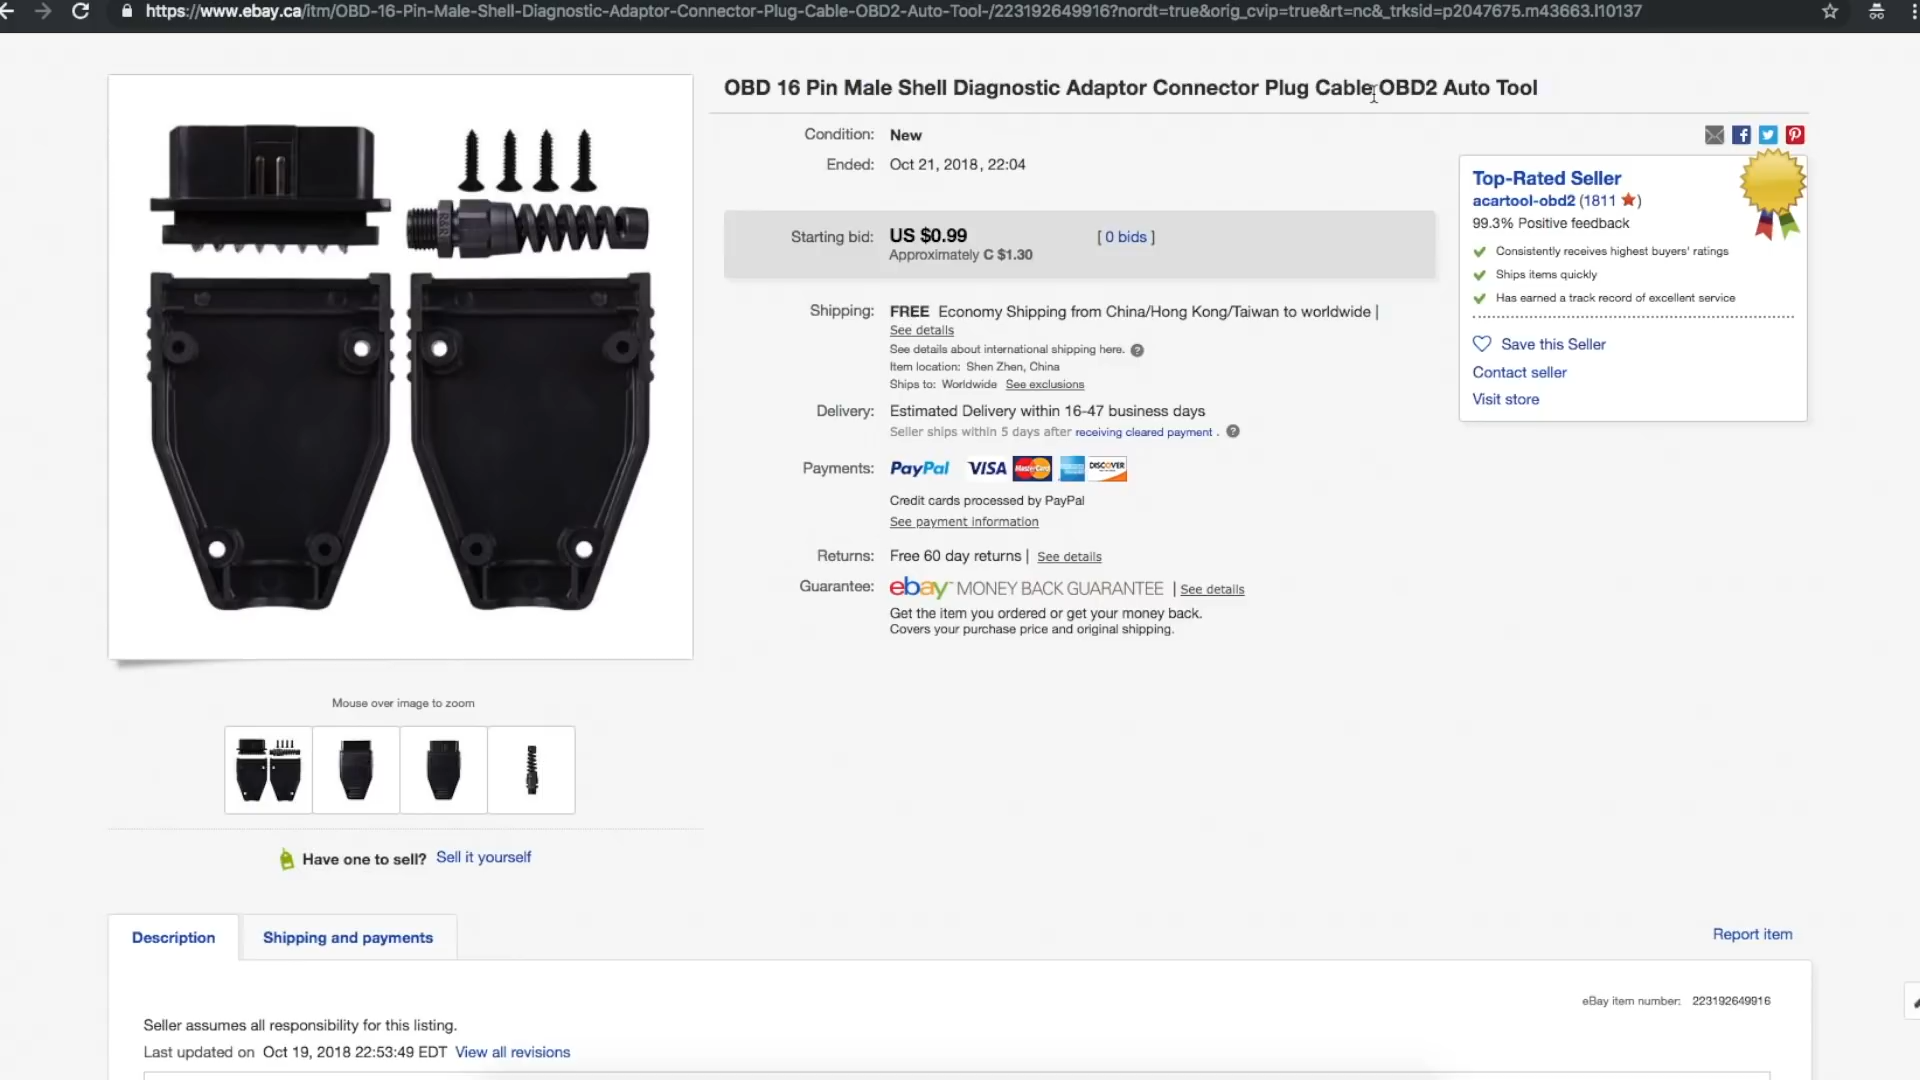 https://www.ebay.ca/itm/OBD-16-Pin-Male-Shell-Diagnostic-Adaptor-Connector-Plug-Cable-OBD2-Auto-Tool-/223192649916?nordt=true&orig_cvip=true&rt=nc&_trksid=p2047675.m43663.l10137
OBD 16 Pin Male Shell Diagnostic Adaptor Connector Plug Cable OBD2 Auto Tool
Condition: New
Ended: Oct 21, 2018, 22:04
Starting bid: US $0.99 [ 0 bids ]
Approximately C $1.30
Shipping: FREE Economy Shipping from China/Hong Kong/Taiwan to worldwide |
See details
See details about international shipping here.
Item location: Shen Zhen, China
Ships to: Worldwide See exclusions
Delivery: Estimated Delivery within 16-47 business days
Seller ships within 5 days after receiving cleared payment .
Payments: PayPal VISA MasterCard DISCOVER
Credit cards processed by PayPal
See payment information
Returns: Free 60 day returns | See details
Guarantee: ebay MONEY BACK GUARANTEE | See details
Get the item you ordered or get your money back.
Covers your purchase price and original shipping.
Top-Rated Seller
acartool-obd2 (1811)
99.3% Positive feedback
Consistently receives highest buyers' ratings
Ships items quickly
Has earned a track record of excellent service
Save this Seller
Contact seller
Visit store
Mouse over image to zoom
Have one to sell? Sell it yourself
Description
Shipping and payments
Report item
eBay item number: 223192649916
Seller assumes all responsibility for this listing.
Last updated on Oct 19, 2018 22:53:49 EDT View all revisions